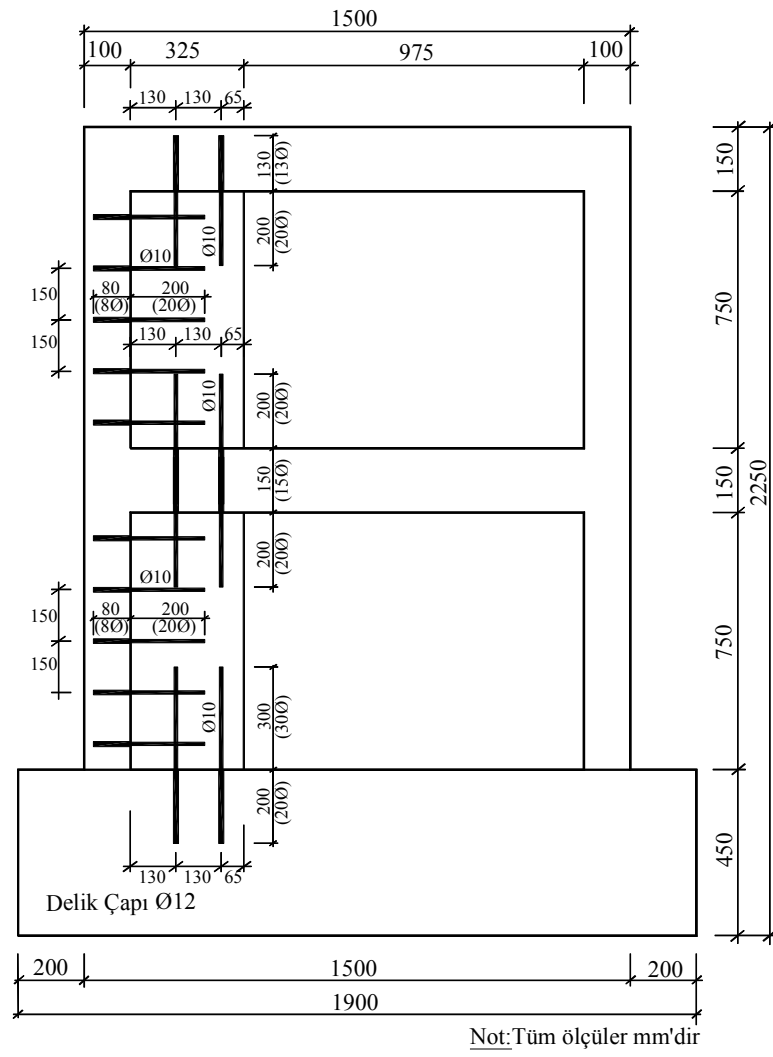 1500
100 325 975 100
130 130 65
130
(13Ø)
150
200
(20Ø)
Ø10
Ø10
150
80
(8Ø)
200
(20Ø)
750
150
130 130 65
Ø10
200
(20Ø)
150
(15Ø)
150
2250
200
(20Ø)
Ø10
150
80
(8Ø)
200
(20Ø)
750
150
Ø10
300
(30Ø)
200
(20Ø)
450
130 130 65
Delik Çapı Ø12
200 1500 200
1900
Not:Tüm ölçüler mm'dir